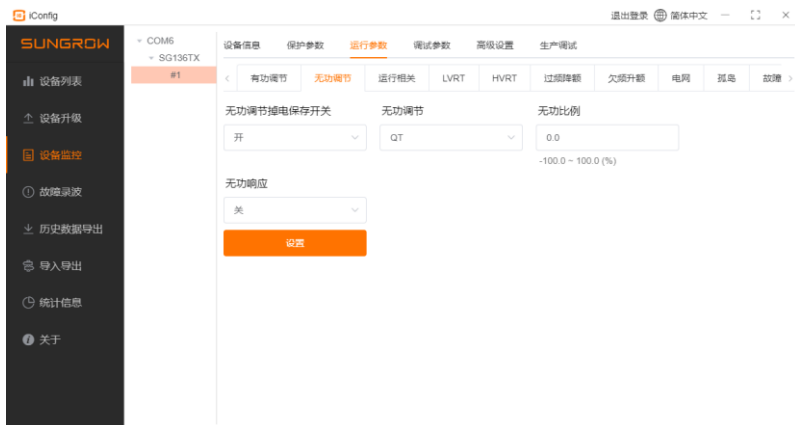 iConfig
退出登录 简体中文
SUNGROW
设备列表
设备升级
设备监控
故障录波
历史数据导出
导入导出
统计信息
关于
COM6
SG136TX
#1
设备信息 保护参数 运行参数 调试参数 高级设置 生产调试
有功调节 无功调节 运行相关 LVRT HVRT 过频降额 欠频升额 电网 孤岛 故障
无功调节掉电保存开关 无功调节 无功比例
开 QT 0.0
-100.0 ~ 100.0 (%)
无功响应
关
设置